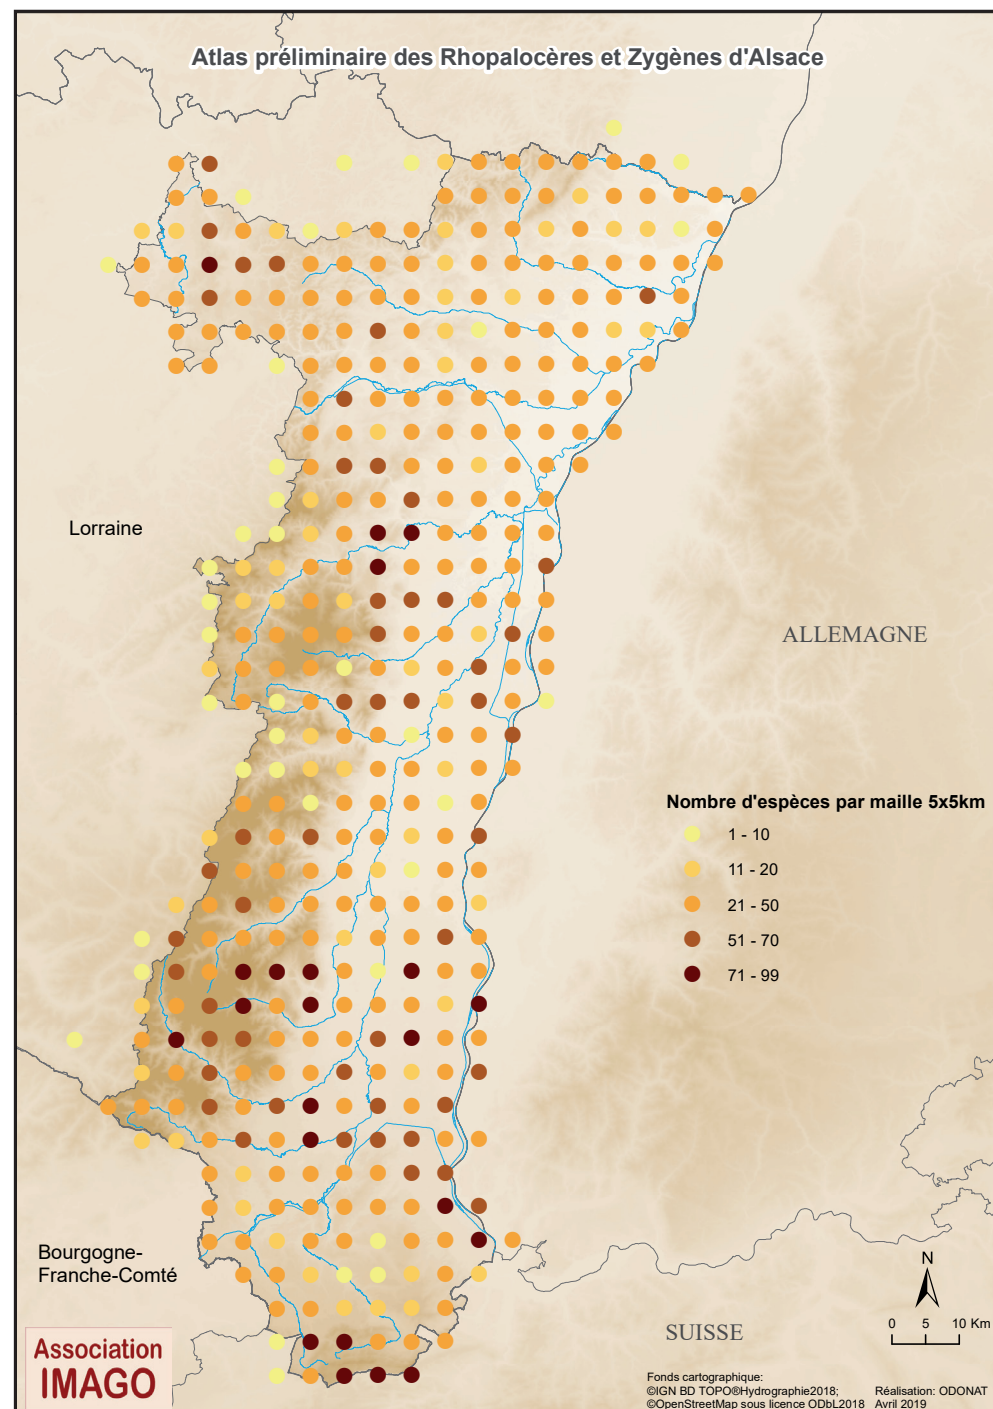 Atlas préliminaire des Rhopalocères et Zygènes d'Alsace
Lorraine
ALLEMAGNE
Nombre d'espèces par maille 5x5km
1 - 10
11 - 20
21 - 50
51 - 70
71 - 99
Bourgogne-
Franche-Comté
SUISSE
N
0 5 10 Km
Association
IMAGO
Fonds cartographique:
©IGN BD TOPO®Hydrographie2018;
©OpenStreetMap sous licence ODbL2018
Réalisation: ODONAT
Avril 2019